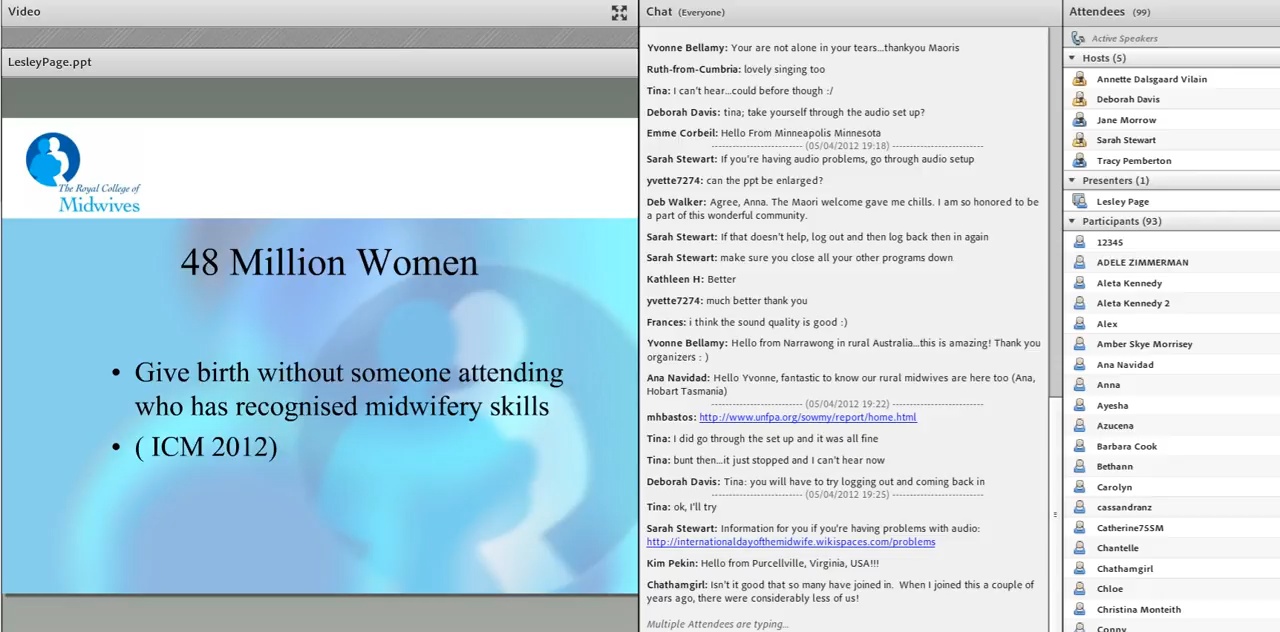 Video
LesleyPage.ppt
The Royal College of
Midwives
48 Million Women
• Give birth without someone attending
who has recognised midwifery skills
• ( ICM 2012)
Chat (Everyone)
Yvonne Bellamy: Your are not alone in your tears...thankyou Maoris
Ruth-from-Cumbria: lovely singing too
Tina: I can't hear...could before though :/
Deborah Davis: tina; take yourself through the audio set up?
Emme Corbeil: Hello From Minneapolis Minnesota
------------------------ (05/04/2012 19:18) ------------------------
Sarah Stewart: If you're having audio problems, go through audio setup
yvette7274: can the ppt be enlarged?
Deb Walker: Agree, Anna. The Maori welcome gave me chills. I am so honored to be
a part of this wonderful community.
Sarah Stewart: If that doesn't help, log out and then log back then in again
Sarah Stewart: make sure you close all your other programs down
Kathleen H: Better
yvette7274: much better thank you
Frances: i think the sound quality is good :)
Yvonne Bellamy: Hello from Narrawong in rural Australia...this is amazing! Thank you
organizers : )
Ana Navidad: Hello Yvonne, fantastic to know our rural midwives are here too (Ana,
Hobart Tasmania)
------------------------ (05/04/2012 19:22) ------------------------
mhbastos: http://www.unfpa.org/sowmy/report/home.html
Tina: I did go through the set up and it was all fine
Tina: bunt then...it just stopped and I can't hear now
Deborah Davis: Tina: you will have to try logging out and coming back in
------------------------ (05/04/2012 19:25) ------------------------
Tina: ok, I'll try
Sarah Stewart: Information for you if you're having problems with audio:
http://internationaldayofthemidwife.wikispaces.com/problems
Kim Pekin: Hello from Purcellville, Virginia, USA!!!
Chathamgirl: Isn't it good that so many have joined in.  When I joined this a couple of
years ago, there were considerably less of us!
Multiple Attendees are typing...
Attendees (99)
Active Speakers
Hosts (5)
Annette Dalsgaard Vilain
Deborah Davis
Jane Morrow
Sarah Stewart
Tracy Pemberton
Presenters (1)
Lesley Page
Participants (93)
12345
ADELE ZIMMERMAN
Aleta Kennedy
Aleta Kennedy 2
Alex
Amber Skye Morrisey
Ana Navidad
Anna
Ayesha
Azucena
Barbara Cook
Bethann
Carolyn
cassandranz
Catherine7SSM
Chantelle
Chathamgirl
Chloe
Christina Monteith
Conny